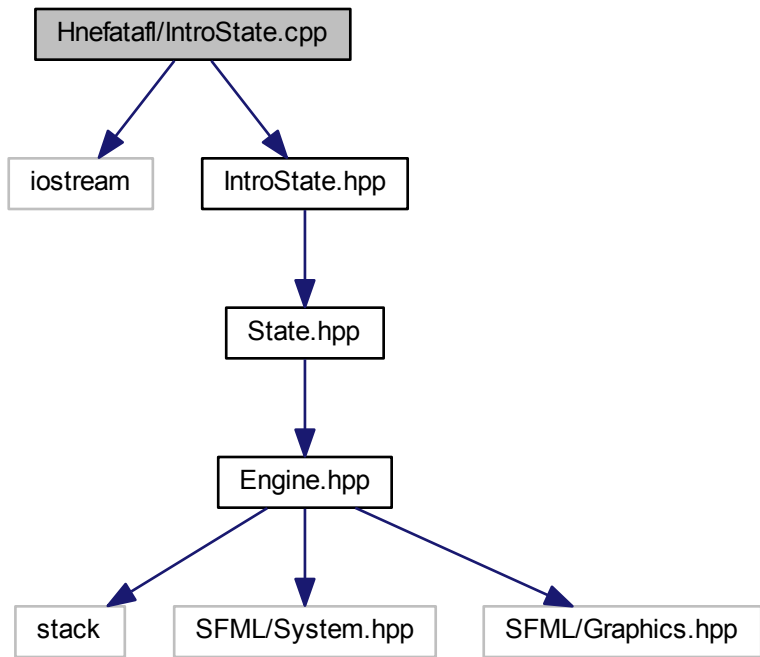 Hnefatafl/IntroState.cpp
iostream
IntroState.hpp
State.hpp
Engine.hpp
stack
SFML/System.hpp
SFML/Graphics.hpp